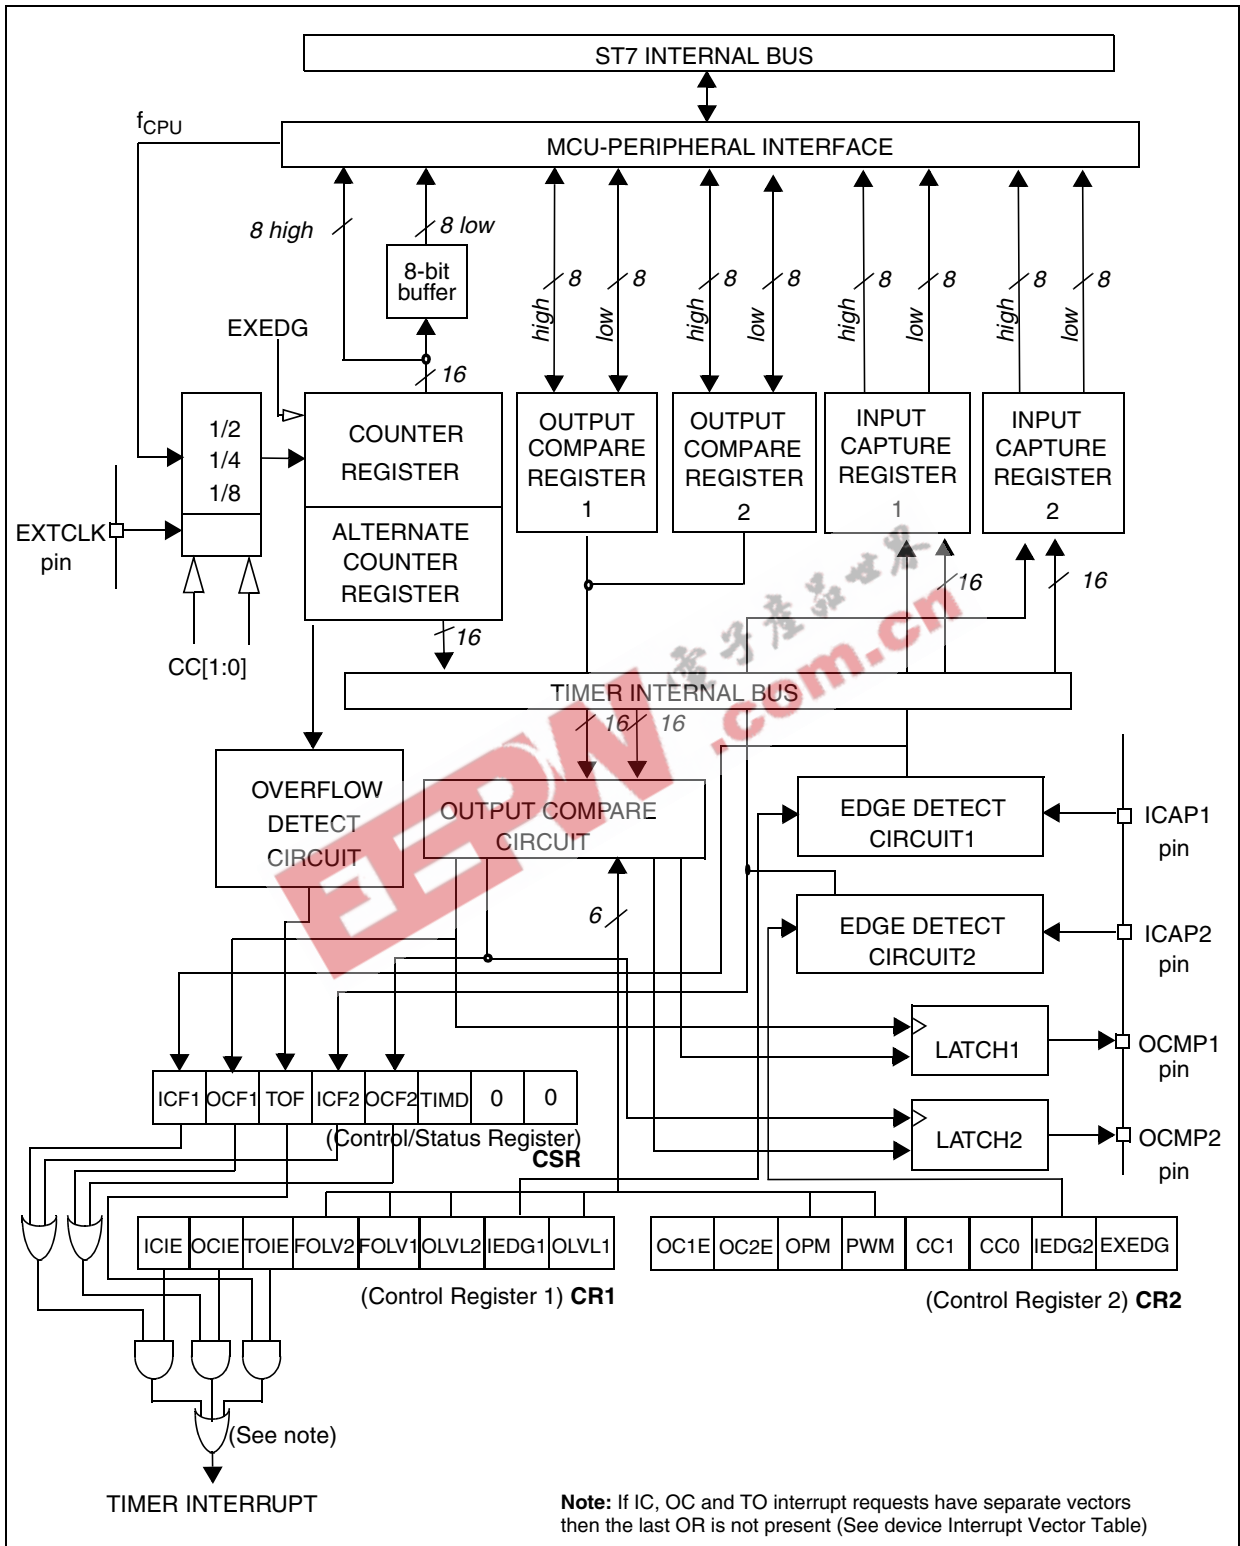 ST7 INTERNAL BUS
fCPU
MCU-PERIPHERAL INTERFACE
8 high
8 low
8-bit
buffer
8
8
8
8
8
8
8
8
high
low
high
low
high
low
high
low
EXEDG
16
1/2
1/4
1/8
COUNTER
REGISTER
OUTPUT
COMPARE
REGISTER
1
OUTPUT
COMPARE
REGISTER
2
INPUT
CAPTURE
REGISTER
1
INPUT
CAPTURE
REGISTER
2
EXTCLK
pin
ALTERNATE
COUNTER
REGISTER
16
16
16
CC[1:0]
電子產品世界
EEPW
.com.cn
TIMER INTERNAL BUS
16
16
OVERFLOW
DETECT
CIRCUIT
OUTPUT COMPARE
CIRCUIT
EDGE DETECT
CIRCUIT1
ICAP1
pin
6
EDGE DETECT
CIRCUIT2
ICAP2
pin
LATCH1
OCMP1
pin
ICF1 OCF1 TOF ICF2 OCF2 TIMD 0 0
(Control/Status Register)
CSR
LATCH2
OCMP2
pin
ICIE OCIE TOIE FOLV2 FOLV1 OLVL2 IEDG1 OLVL1
OC1E OC2E OPM PWM CC1 CC0 IEDG2 EXEDG
(Control Register 1) CR1
(Control Register 2) CR2
(See note)
TIMER INTERRUPT
Note: If IC, OC and TO interrupt requests have separate vectors
then the last OR is not present (See device Interrupt Vector Table)